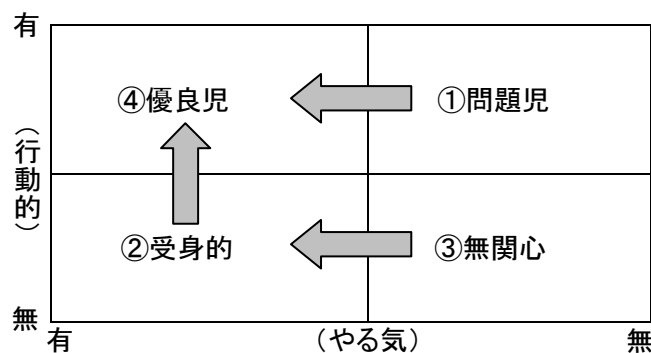 有
④優良児
①問題児
（行動的）
②受身的
③無関心
無
有
（やる気）
無